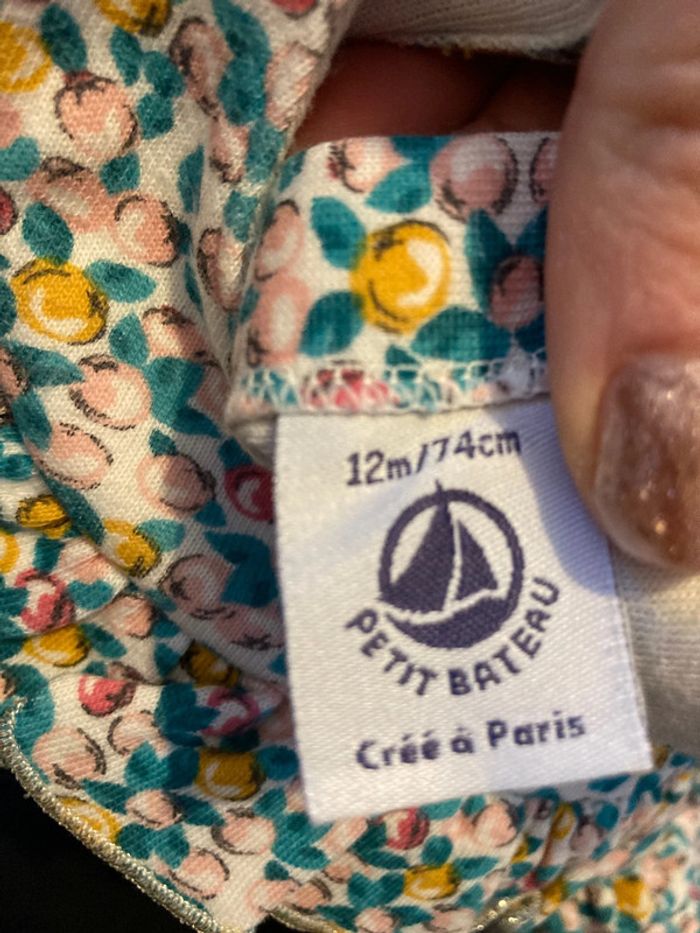 12m/74cm
PETIT BATEAU
Créé à Paris